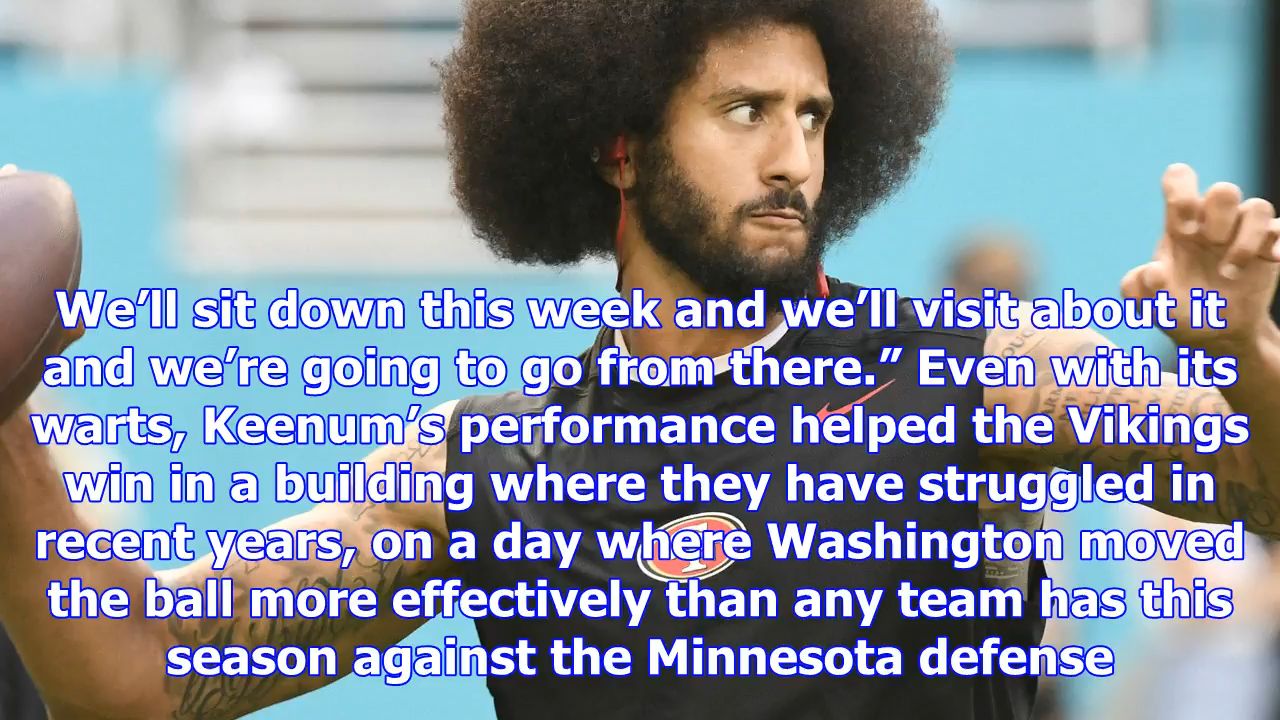 We’ll sit down this week and we’ll visit about it
and we’re going to go from there.” Even with its
warts, Keenum’s performance helped the Vikings
win in a building where they have struggled in
recent years, on a day where Washington moved
the ball more effectively than any team has this
season against the Minnesota defense